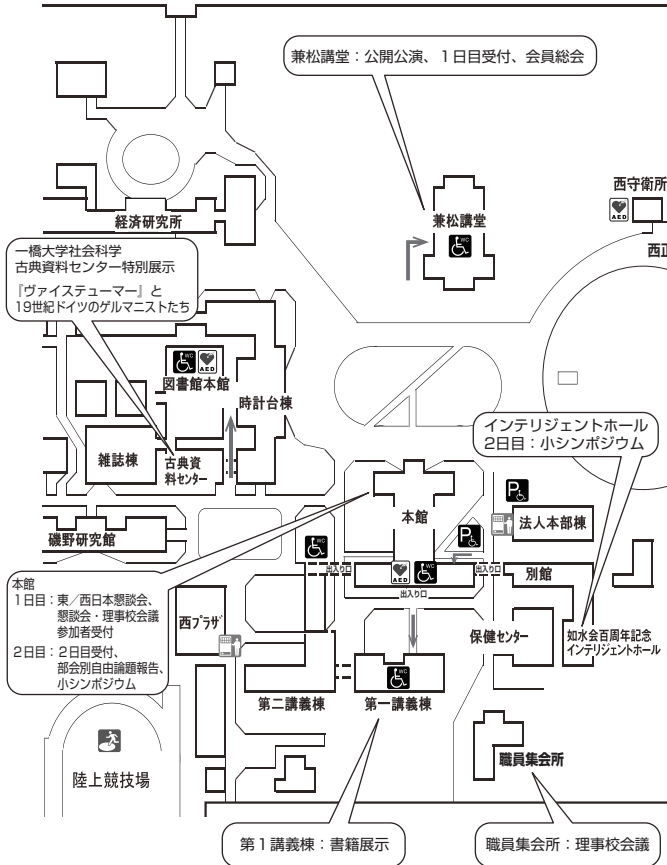 兼松講堂：公開公演、１日目受付、会員総会
西守衛所
AED
西正
経済研究所
兼松講堂
WC
一橋大学社会科学
古典資料センター特別展示
『ヴァイステューマー』と
19世紀ドイツのゲルマニストたち
WC
AED
図書館本館
時計台棟
雑誌棟
古典資
料センター
インテリジェントホール
2日目：小シンポジウム
本館
P
P
法人本部棟
磯野研究館
WC
出入り口
AED
WC
出入り口
別館
出入り口
本館
１日目：東／西日本懇談会、
懇談会・理事校会議
参加者受付
２日目：２日目受付、
部会別自由論題報告、
小シンポジウム
西プラザ
保健センター
如水会百周年記念
インテリジェントホール
WC
第二講義棟
第一講義棟
陸上競技場
職員集会所
第１講義棟：書籍展示
職員集会所：理事校会議